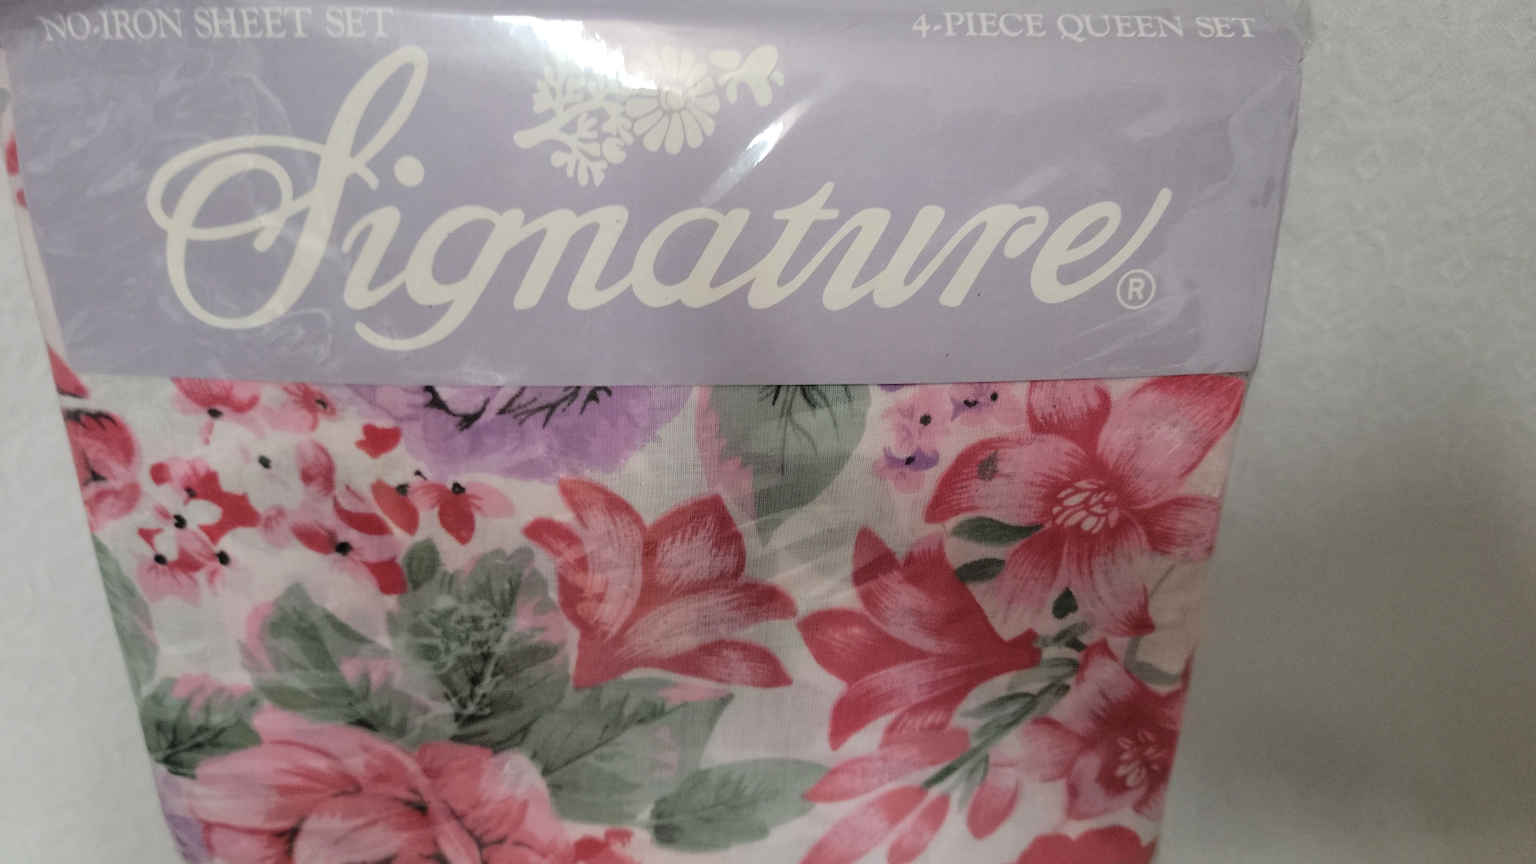 NO-IRON SHEET SET
4-PIECE QUEEN SET
Signature®